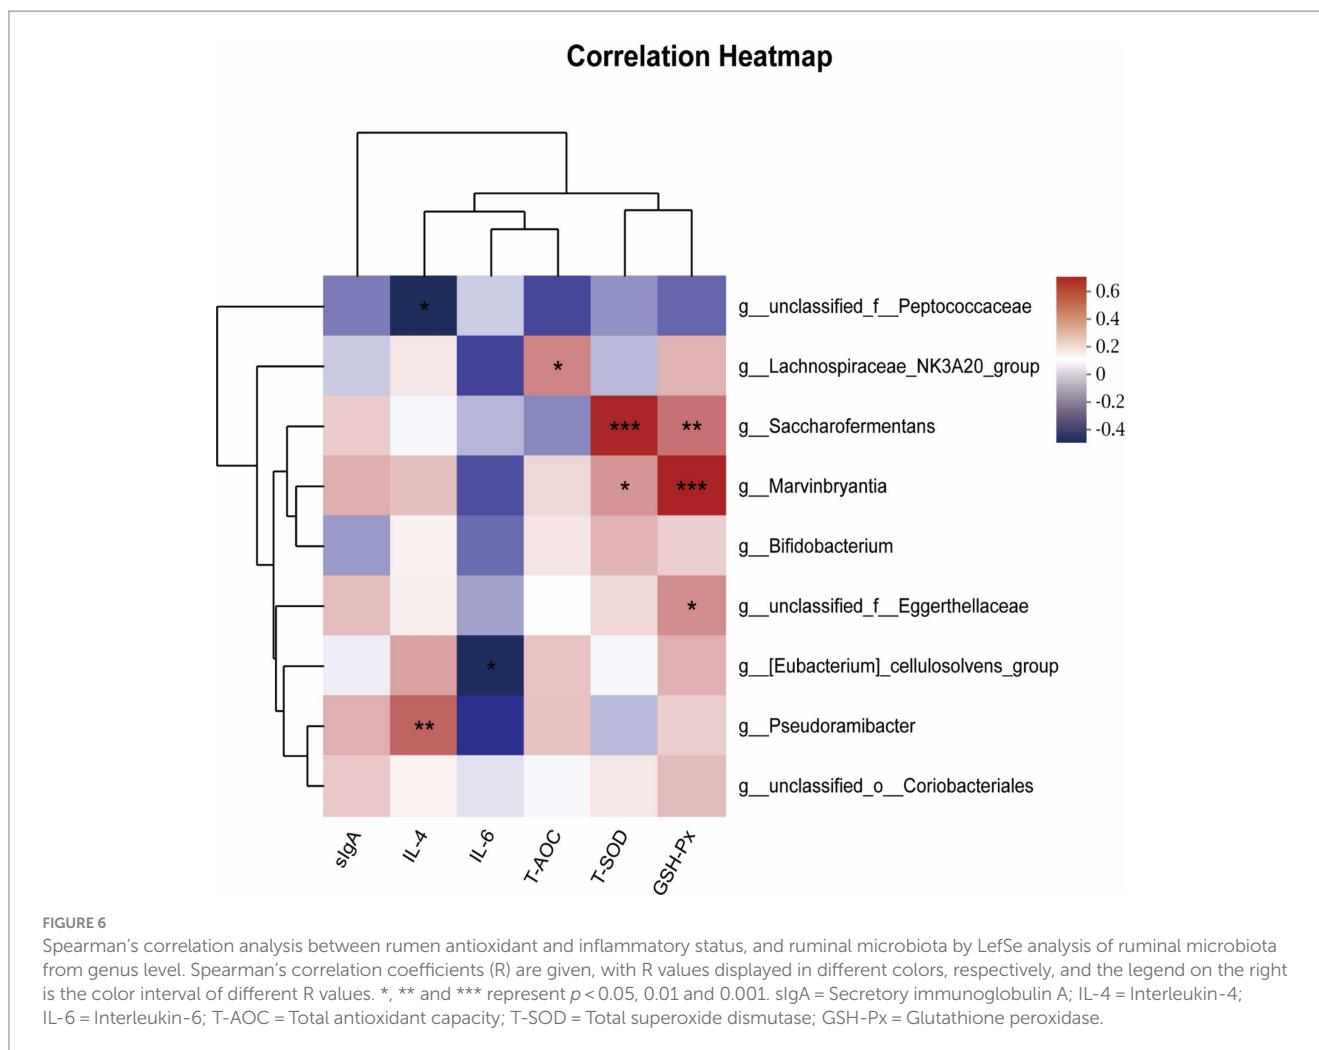 Correlation Heatmap
*
g__unclassified_f__Peptococcaceae
*
g__Lachnospiraceae_NK3A20_group
*** **
g__Saccharofermentans
* ***
g__Marvinbryantia
g__Bifidobacterium
*
g__unclassified_f__Eggerthellaceae
*
g__[Eubacterium]_cellulosolvens_group
**
g__Pseudoramibacter
g__unclassified_o__Coriobacteriales
0.6
0.4
0.2
0
-0.2
-0.4
sIgA
IL-4
IL-6
T-AOC
T-SOD
GSH-Px
FIGURE 6
Spearman's correlation analysis between rumen antioxidant and inflammatory status, and ruminal microbiota by LefSe analysis of ruminal microbiota
from genus level. Spearman's correlation coefficients (R) are given, with R values displayed in different colors, respectively, and the legend on the right
is the color interval of different R values. *, ** and *** represent p < 0.05, 0.01 and 0.001. sIgA = Secretory immunoglobulin A; IL-4 = Interleukin-4;
IL-6 = Interleukin-6; T-AOC = Total antioxidant capacity; T-SOD = Total superoxide dismutase; GSH-Px = Glutathione peroxidase.